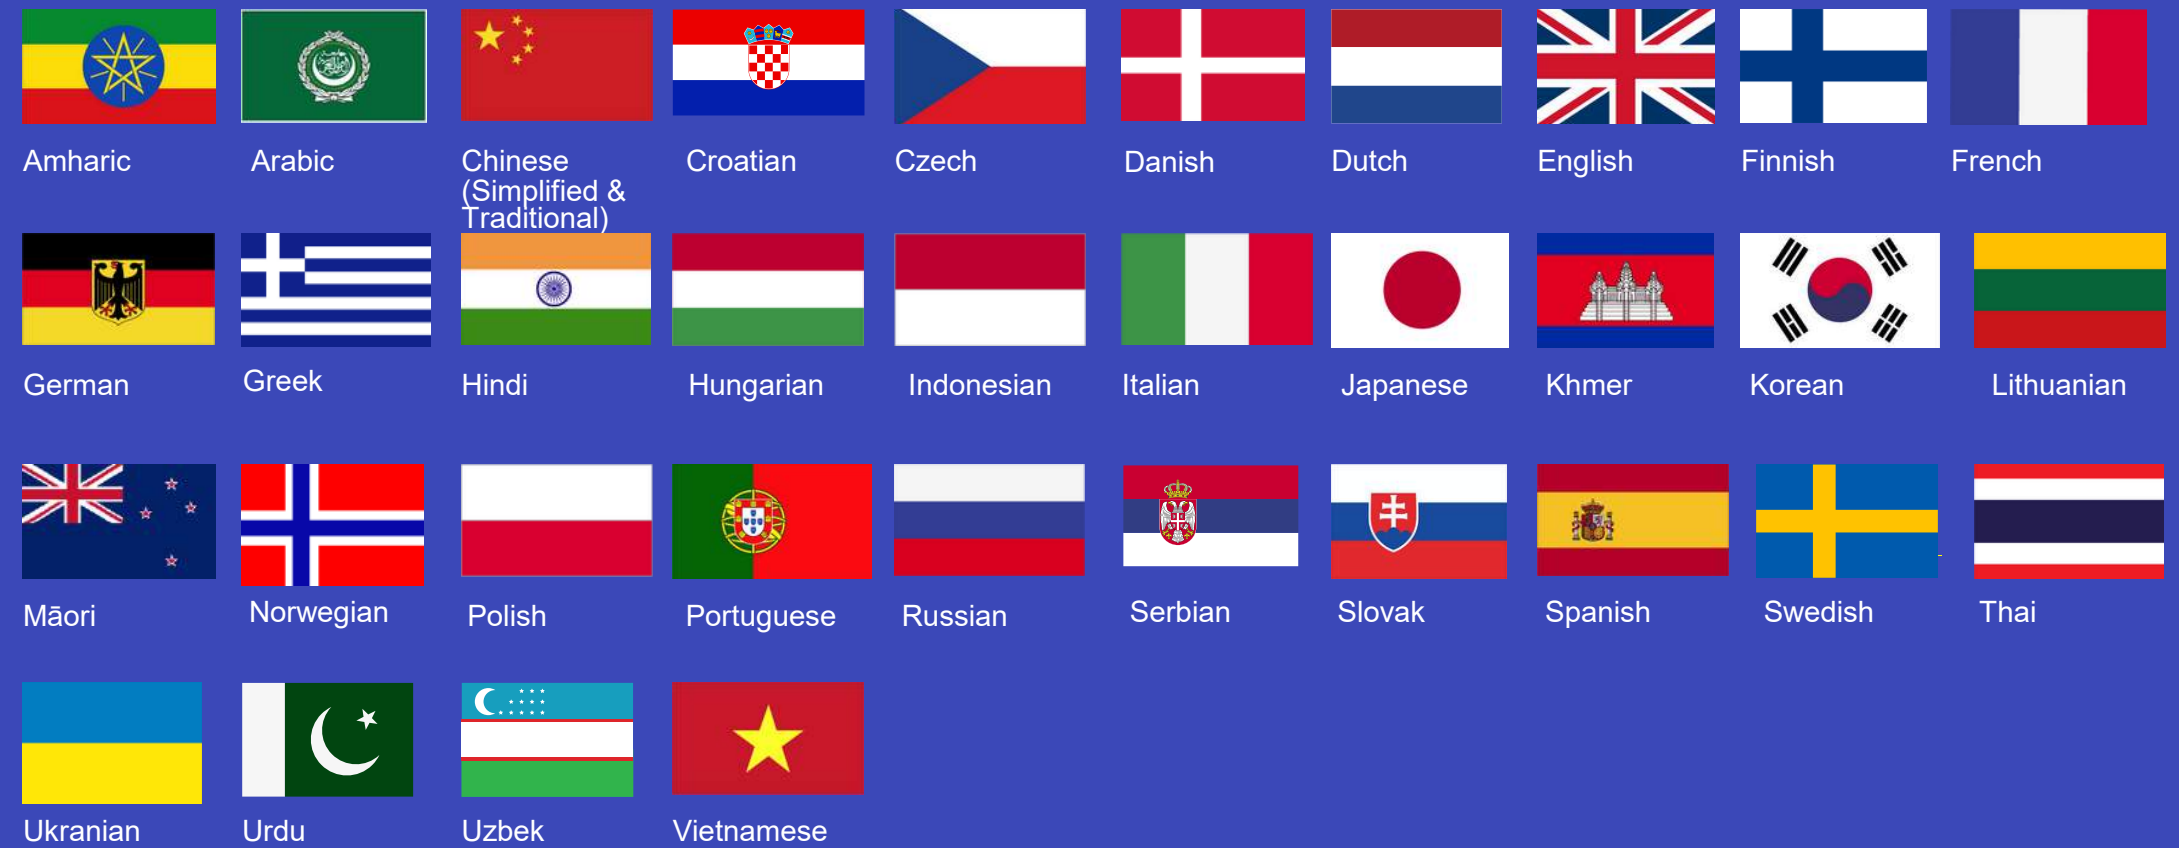 Amharic
Arabic
Chinese
(Simplified &
Traditional)
Croatian
Czech
Danish
Dutch
English
Finnish
French
German
Greek
Hindi
Hungarian
Indonesian
Italian
Japanese
Khmer
Korean
Lithuanian
Māori
Norwegian
Polish
Portuguese
Russian
Serbian
Slovak
Spanish
Swedish
Thai
Ukranian
Urdu
Uzbek
Vietnamese